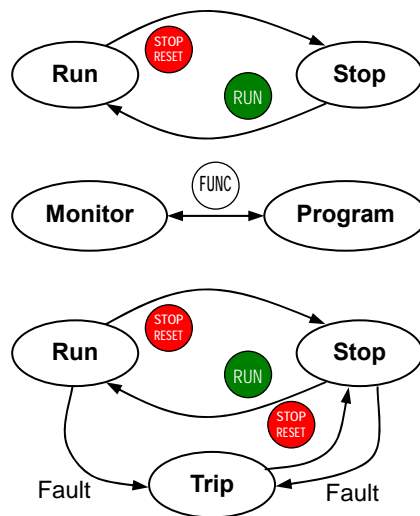 STOP
RESET
Run
Stop
RUN
FUNC
Monitor
Program
STOP
RESET
Run
Stop
RUN
STOP
RESET
Trip
Fault
Fault